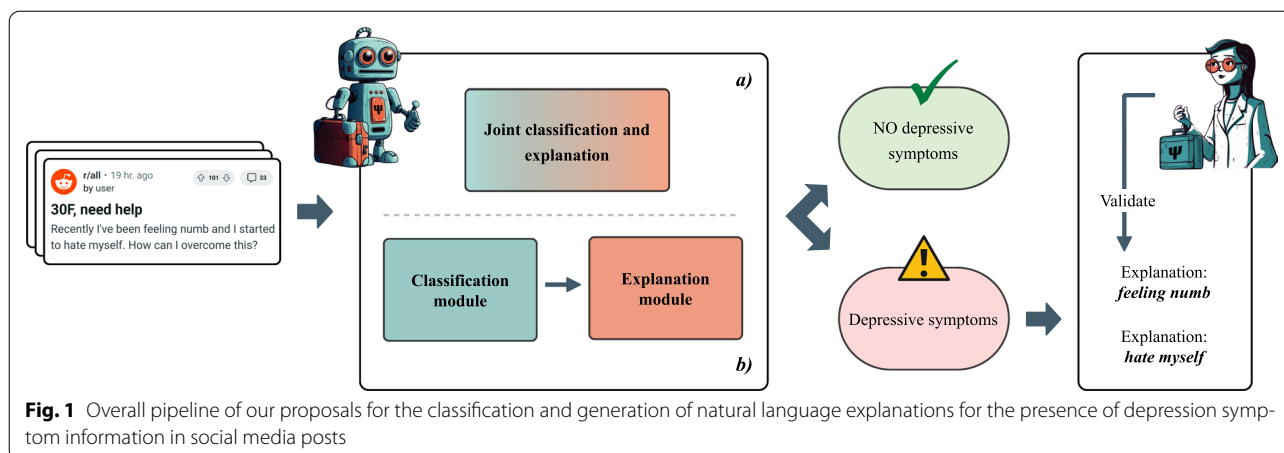 r/all · 19 hr. ago
by user
101
33
30F, need help
Recently I've been feeling numb and I started
to hate myself. How can I overcome this?
Ψ
a)
Joint classification and
explanation
Classification
module
Explanation
module
b)
NO depressive
symptoms
Depressive symptoms
Ψ
Validate
Explanation:
feeling numb
Explanation:
hate myself
Fig. 1 Overall pipeline of our proposals for the classification and generation of natural language explanations for the presence of depression symp-
tom information in social media posts